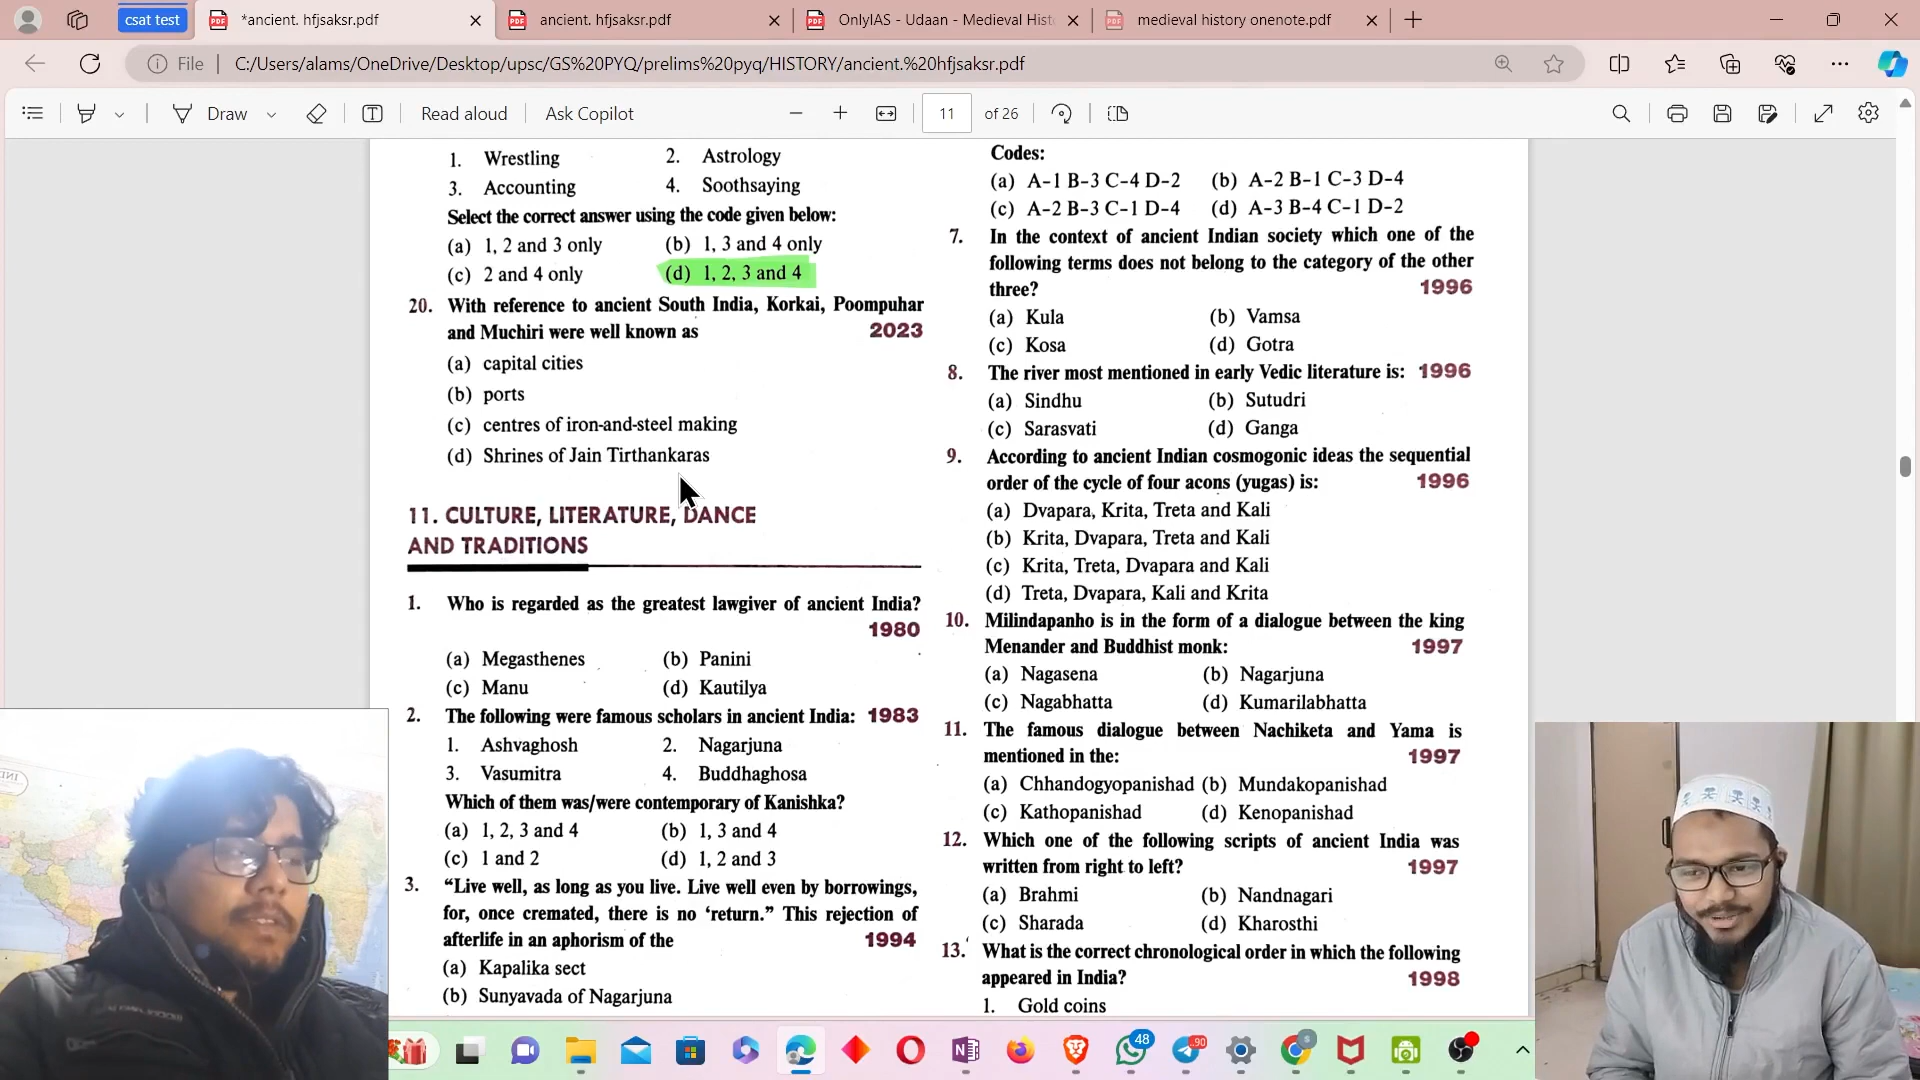 csat test
*ancient. hfjsaksr.pdf
ancient. hfjsaksr.pdf
OnlyIAS - Udaan - Medieval Hist
medieval history onenote.pdf
File
C:/Users/alams/OneDrive/Desktop/upsc/GS%20PYQ/prelims%20pyq/HISTORY/ancient.%20hfjsaksr.pdf
Draw
Read aloud
Ask Copilot
11
of 26
1. Wrestling 2. Astrology
3. Accounting 4. Soothsaying
Select the correct answer using the code given below:
(a) 1, 2 and 3 only (b) 1, 3 and 4 only
(c) 2 and 4 only (d) 1, 2, 3 and 4
20. With reference to ancient South India, Korkai, Poompuhar
and Muchiri were well known as 2023
(a) capital cities
(b) ports
(c) centres of iron-and-steel making
(d) Shrines of Jain Tirthankaras
11. CULTURE, LITERATURE, DANCE
AND TRADITIONS
1. Who is regarded as the greatest lawgiver of ancient India?
1980
(a) Megasthenes (b) Panini
(c) Manu (d) Kautilya
2. The following were famous scholars in ancient India: 1983
1. Ashvaghosh 2. Nagarjuna
3. Vasumitra 4. Buddhaghosa
Which of them was/were contemporary of Kanishka?
(a) 1, 2, 3 and 4 (b) 1, 3 and 4
(c) 1 and 2 (d) 1, 2 and 3
3. “Live well, as long as you live. Live well even by borrowings,
for, once cremated, there is no ‘return.” This rejection of
afterlife in an aphorism of the 1994
(a) Kapalika sect
(b) Sunyavada of Nagarjuna
Codes:
(a) A–1 B–3 C–4 D–2 (b) A–2 B–1 C–3 D–4
(c) A–2 B–3 C–1 D–4 (d) A–3 B–4 C–1 D–2
7. In the context of ancient Indian society which one of the
following terms does not belong to the category of the other
three? 1996
(a) Kula (b) Vamsa
(c) Kosa (d) Gotra
8. The river most mentioned in early Vedic literature is: 1996
(a) Sindhu (b) Sutudri
(c) Sarasvati (d) Ganga
9. According to ancient Indian cosmogonic ideas the sequential
order of the cycle of four acons (yugas) is: 1996
(a) Dvapara, Krita, Treta and Kali
(b) Krita, Dvapara, Treta and Kali
(c) Krita, Treta, Dvapara and Kali
(d) Treta, Dvapara, Kali and Krita
10. Milindapanho is in the form of a dialogue between the king
Menander and Buddhist monk: 1997
(a) Nagasena (b) Nagarjuna
(c) Nagabhatta (d) Kumarilabhatta
11. The famous dialogue between Nachiketa and Yama is
mentioned in the: 1997
(a) Chhandogyopanishad (b) Mundakopanishad
(c) Kathopanishad (d) Kenopanishad
12. Which one of the following scripts of ancient India was
written from right to left? 1997
(a) Brahmi (b) Nandnagari
(c) Sharada (d) Kharosthi
13. What is the correct chronological order in which the following
appeared in India? 1998
1. Gold coins
48
.90